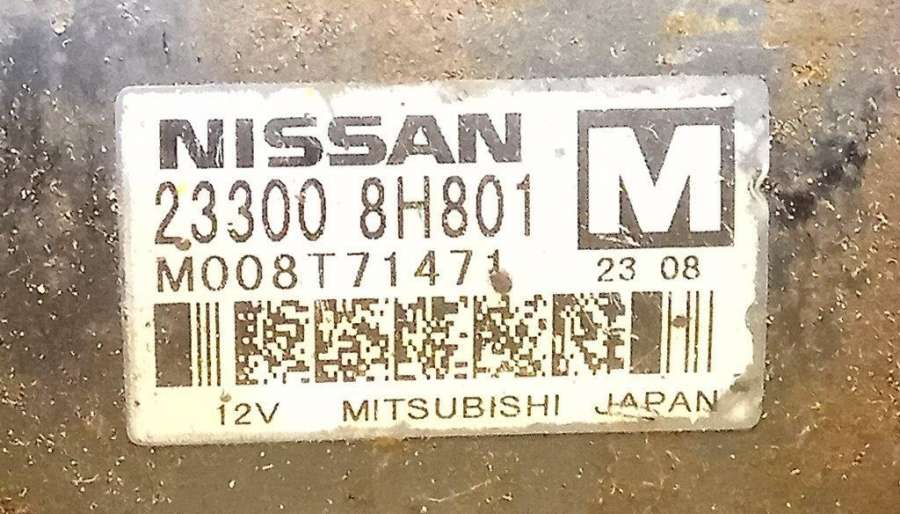 NISSAN
23300 8H801
M
M008T71471
23 08
12V MITSUBISHI JAPAN